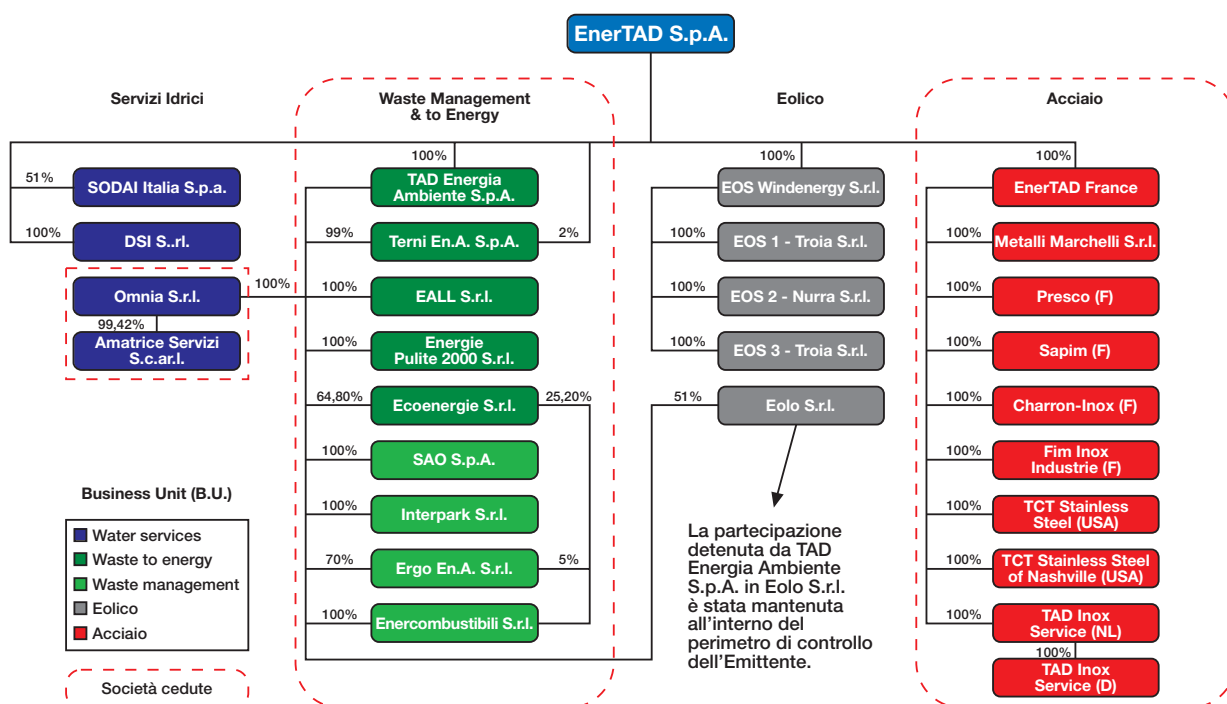 EnerTAD S.p.A.
Servizi Idrici
51%
SODAI Italia S.p.a.
100%
DSI S..rl.
Omnia S.r.l.
100%
99,42%
Amatrice Servizi
S.c.ar.l.
Waste Management
& to Energy
100%
TAD Energia
Ambiente S.p.A.
99%
Terni En.A. S.p.A.
2%
100%
EALL S.r.l.
100%
Energie
Pulite 2000 S.r.l.
64,80%
Ecoenergie S.r.l.
25,20%
100%
SAO S.p.A.
100%
Interpark S.r.l.
70%
Ergo En.A. S.r.l.
5%
100%
Enercombustibili S.r.l.
Eolico
100%
EOS Windenergy S.r.l.
100%
EOS 1 - Troia S.r.l.
100%
EOS 2 - Nurra S.r.l.
100%
EOS 3 - Troia S.r.l.
51%
Eolo S.r.l.
La partecipazione
detenuta da TAD
Energia Ambiente
S.p.A. in Eolo S.r.l.
è stata mantenuta
all'interno del
perimetro di controllo
dell'Emittente.
Acciaio
100%
EnerTAD France
100%
Metalli Marchelli S.r.l.
100%
Presco (F)
100%
Sapim (F)
100%
Charron-Inox (F)
100%
Fim Inox
Industrie (F)
100%
TCT Stainless
Steel (USA)
100%
TCT Stainless Steel
of Nashville (USA)
100%
TAD Inox
Service (NL)
100%
TAD Inox
Service (D)
Business Unit (B.U.)
Water services
Waste to energy
Waste management
Eolico
Acciaio
Società cedute